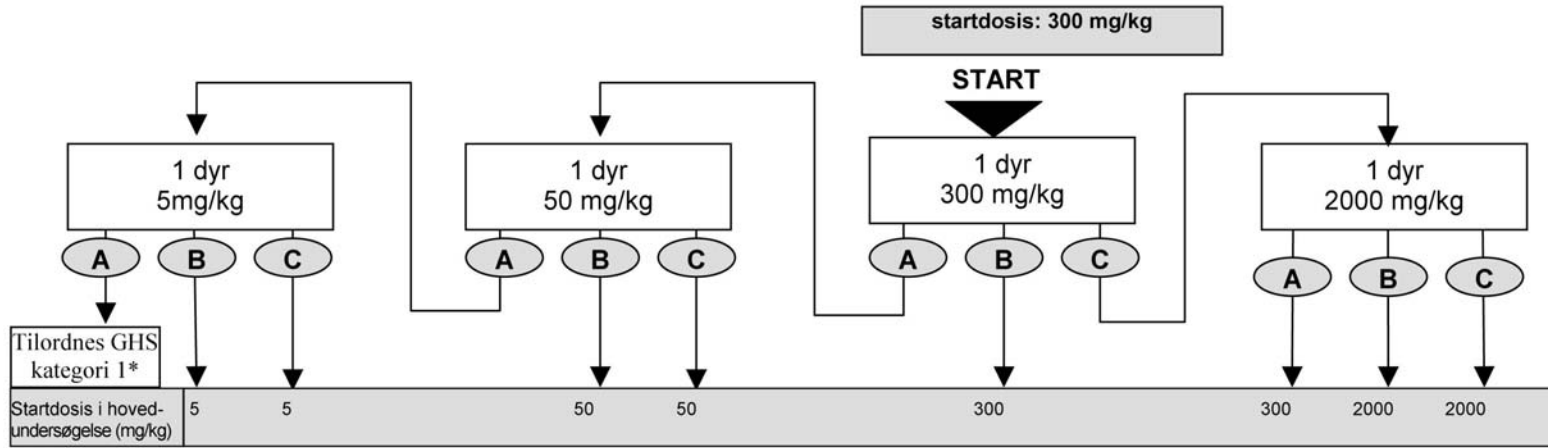 startdosis: 300 mg/kg
START
1 dyr
5mg/kg
1 dyr
50 mg/kg
1 dyr
300 mg/kg
1 dyr
2000 mg/kg
A B C A B C A B C A B C
Tilordnes GHS
kategori 1*
Startdosis i hoved-
undersøgelse (mg/kg)
5 5 50 50 300 300 2000 2000